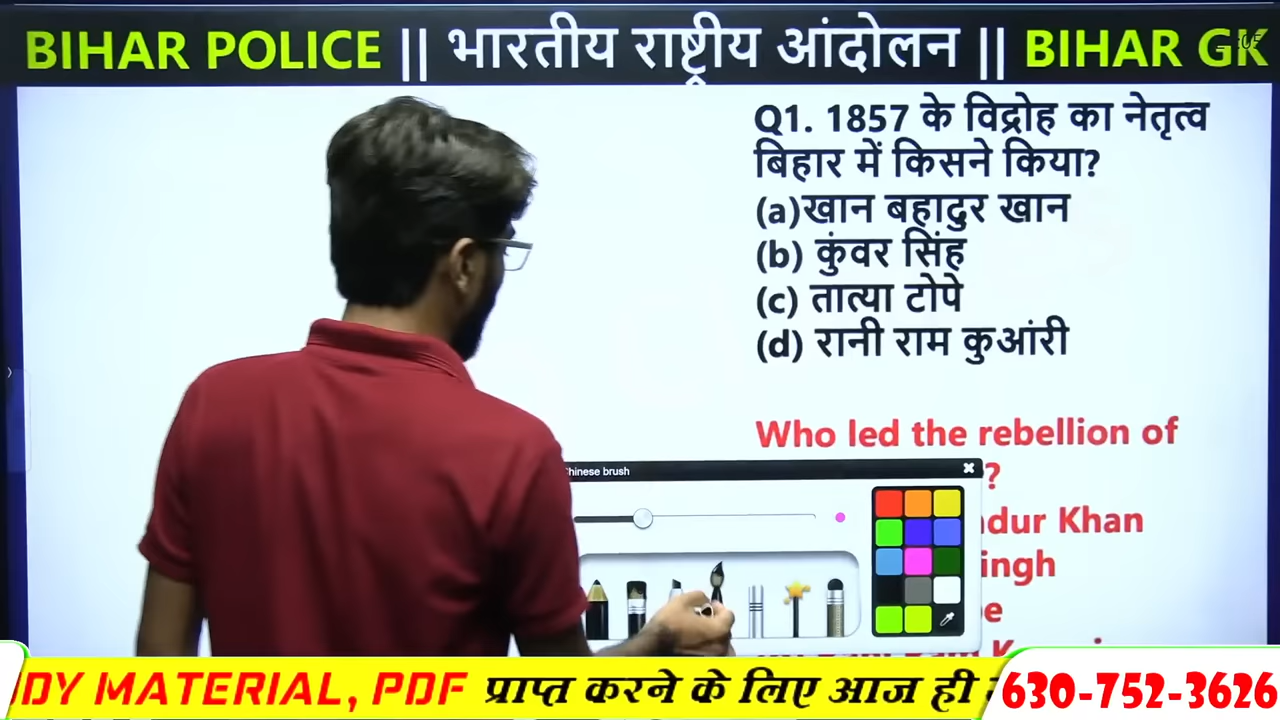 BIHAR POLICE || भारतीय राष्ट्रीय आंदोलन || BIHAR GK
Q1. 1857 के विद्रोह का नेतृत्व
बिहार में किसने किया?
(a)खान बहादुर खान
(b) कुंवर सिंह
(c) तात्या टोपे
(d) रानी राम कुआंरी
Who led the rebellion of
?
dur Khan
ingh
Chinese brush
DY MATERIAL, PDF प्राप्त करने के लिए आज ही
630-752-3626